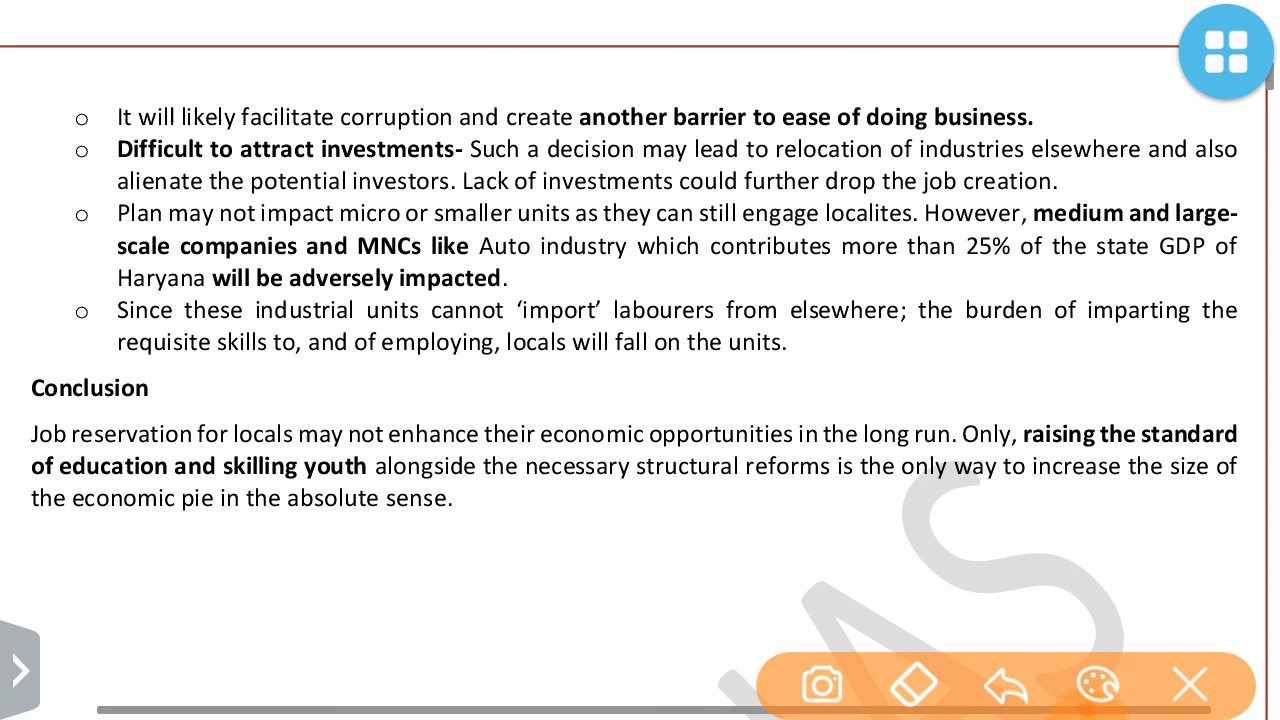 o It will likely facilitate corruption and create another barrier to ease of doing business.
o Difficult to attract investments- Such a decision may lead to relocation of industries elsewhere and also
alienate the potential investors. Lack of investments could further drop the job creation.
o Plan may not impact micro or smaller units as they can still engage localites. However, medium and large-
scale companies and MNCs like Auto industry which contributes more than 25% of the state GDP of
Haryana will be adversely impacted.
o Since these industrial units cannot ‘import’ labourers from elsewhere; the burden of imparting the
requisite skills to, and of employing, locals will fall on the units.
Conclusion
Job reservation for locals may not enhance their economic opportunities in the long run. Only, raising the standard
of education and skilling youth alongside the necessary structural reforms is the only way to increase the size of
the economic pie in the absolute sense.